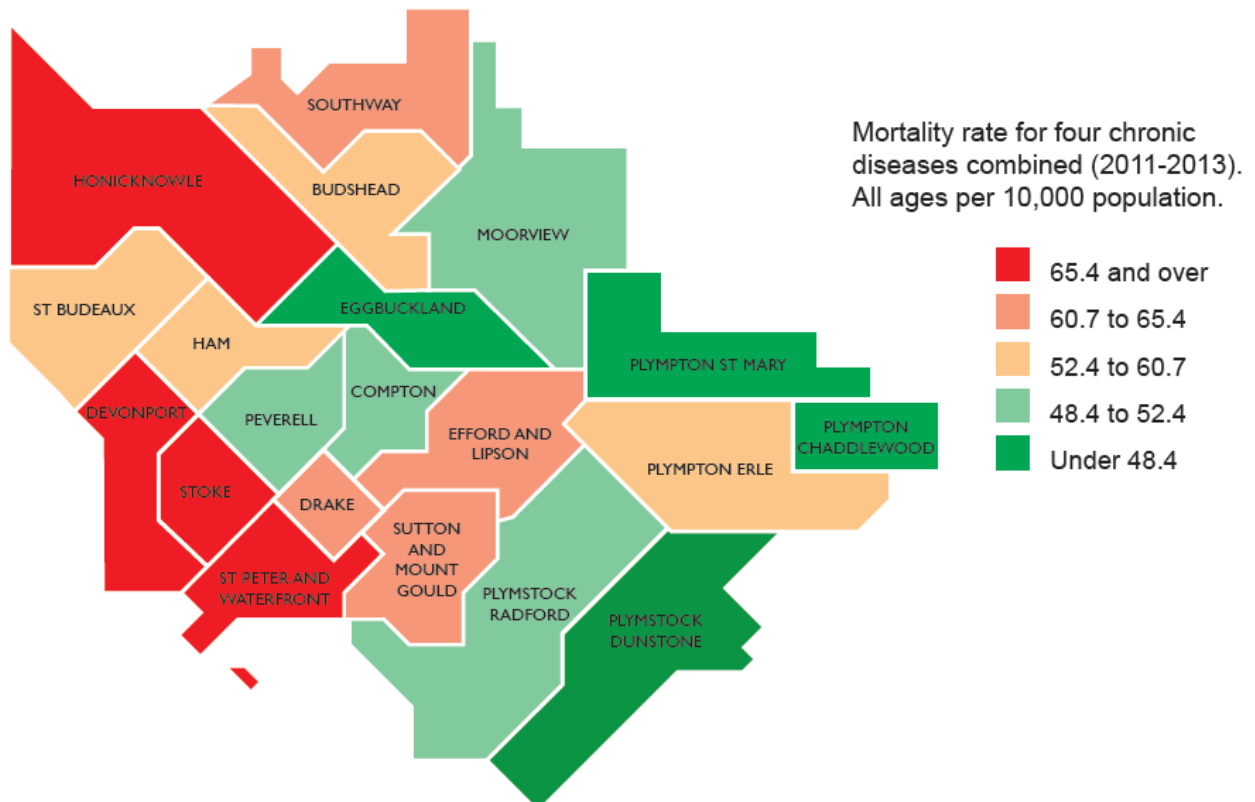 SOUTHWAY
HONICKNOWLE
BUDSHEAD
MOORVIEW
ST BUDEAUX
EGGBUCKLAND
HAM
PLYMPTON ST MARY
DEVONPORT
PEVERELL
COMPTON
EFFORD AND
LIPSON
PLYMPTON ERLE
PLYMPTON
CHADDLEWOOD
STOKE
DRAKE
SUTTON
AND
MOUNT
GOULD
ST PETER AND
WATERFRONT
PLYMSTOCK
RADFORD
PLYMSTOCK
DUNSTONE
Mortality rate for four chronic
diseases combined (2011-2013).
All ages per 10,000 population.
65.4 and over
60.7 to 65.4
52.4 to 60.7
48.4 to 52.4
Under 48.4